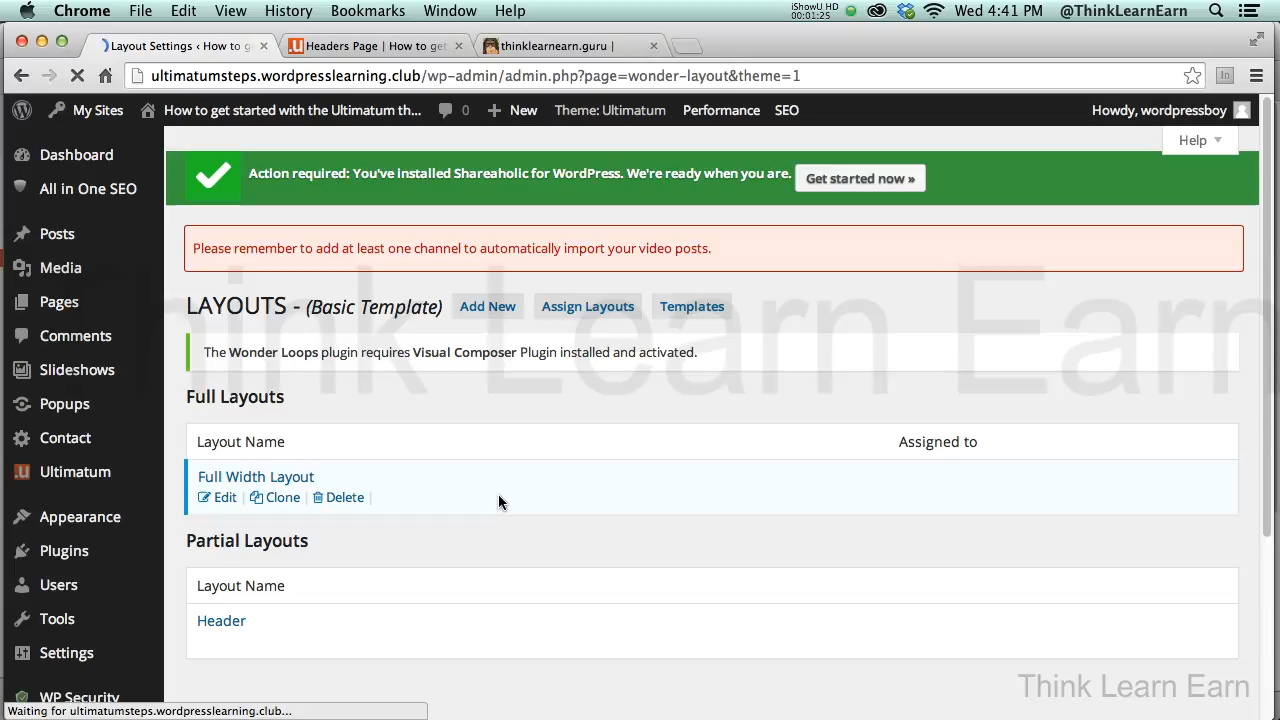 Chrome File Edit View History Bookmarks Window Help iShowU HD 00:01:25 Wed 4:41 PM @ThinkLearnEarn
Layout Settings ‹ How to g Headers Page | How to get thinklearnearn.guru |
ultimatumsteps.wordpresslearning.club/wp-admin/admin.php?page=wonder-layout&theme=1
My Sites How to get started with the Ultimatum th... 0 New Theme: Ultimatum Performance SEO Howdy, wordpressboy
Help
Dashboard
All in One SEO
Posts
Media
Pages
Comments
Slideshows
Popups
Contact
Ultimatum
Appearance
Plugins
Users
Tools
Settings
WP Security
Action required: You've installed Shareaholic for WordPress. We're ready when you are. Get started now »
Please remember to add at least one channel to automatically import your video posts.
LAYOUTS - (Basic Template) Add New Assign Layouts Templates
The Wonder Loops plugin requires Visual Composer Plugin installed and activated.
Full Layouts
Layout Name Assigned to
Full Width Layout
Edit | Clone | Delete |
Partial Layouts
Layout Name
Header
Think Learn Earn
Think Learn Earn
Waiting for ultimatumsteps.wordpresslearning.club...